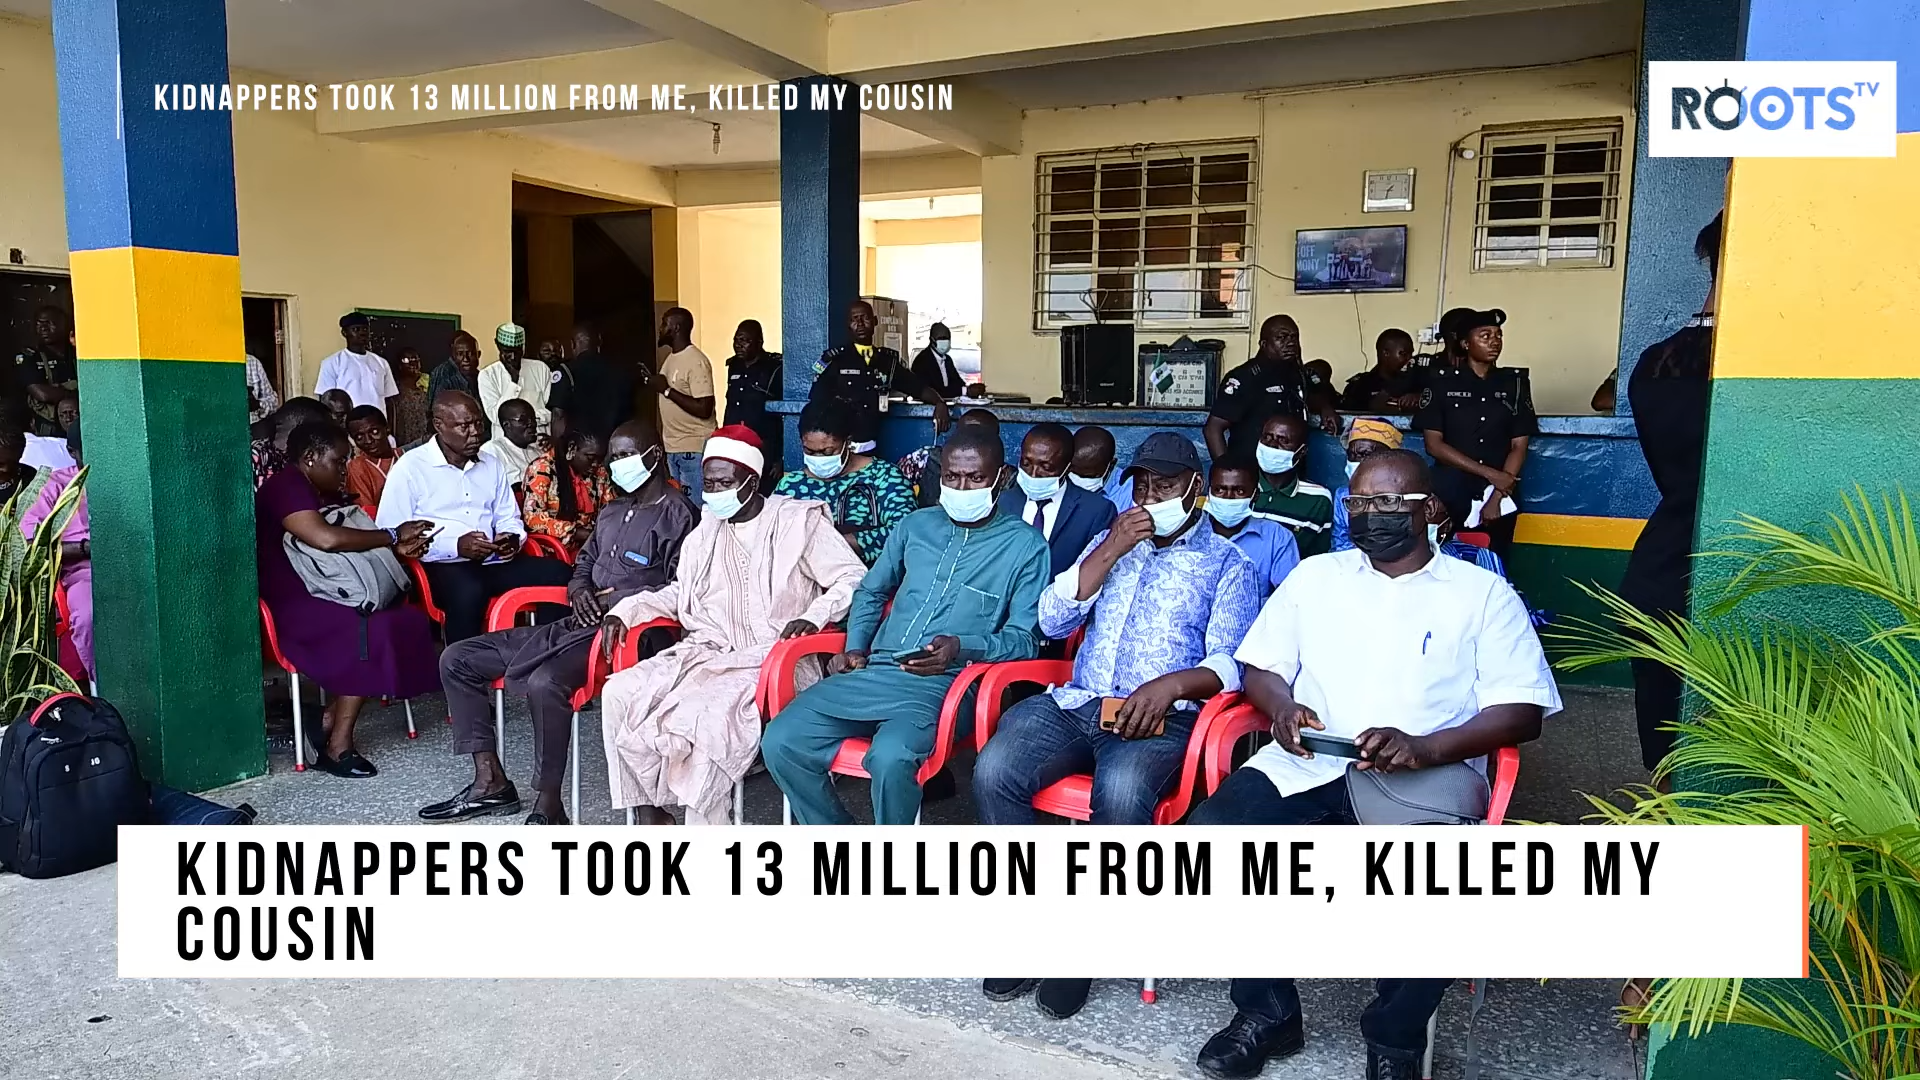 KIDNAPPERS TOOK 13 MILLION FROM ME, KILLED MY COUSIN
ROOTS TV
KIDNAPPERS TOOK 13 MILLION FROM ME, KILLED MY
COUSIN